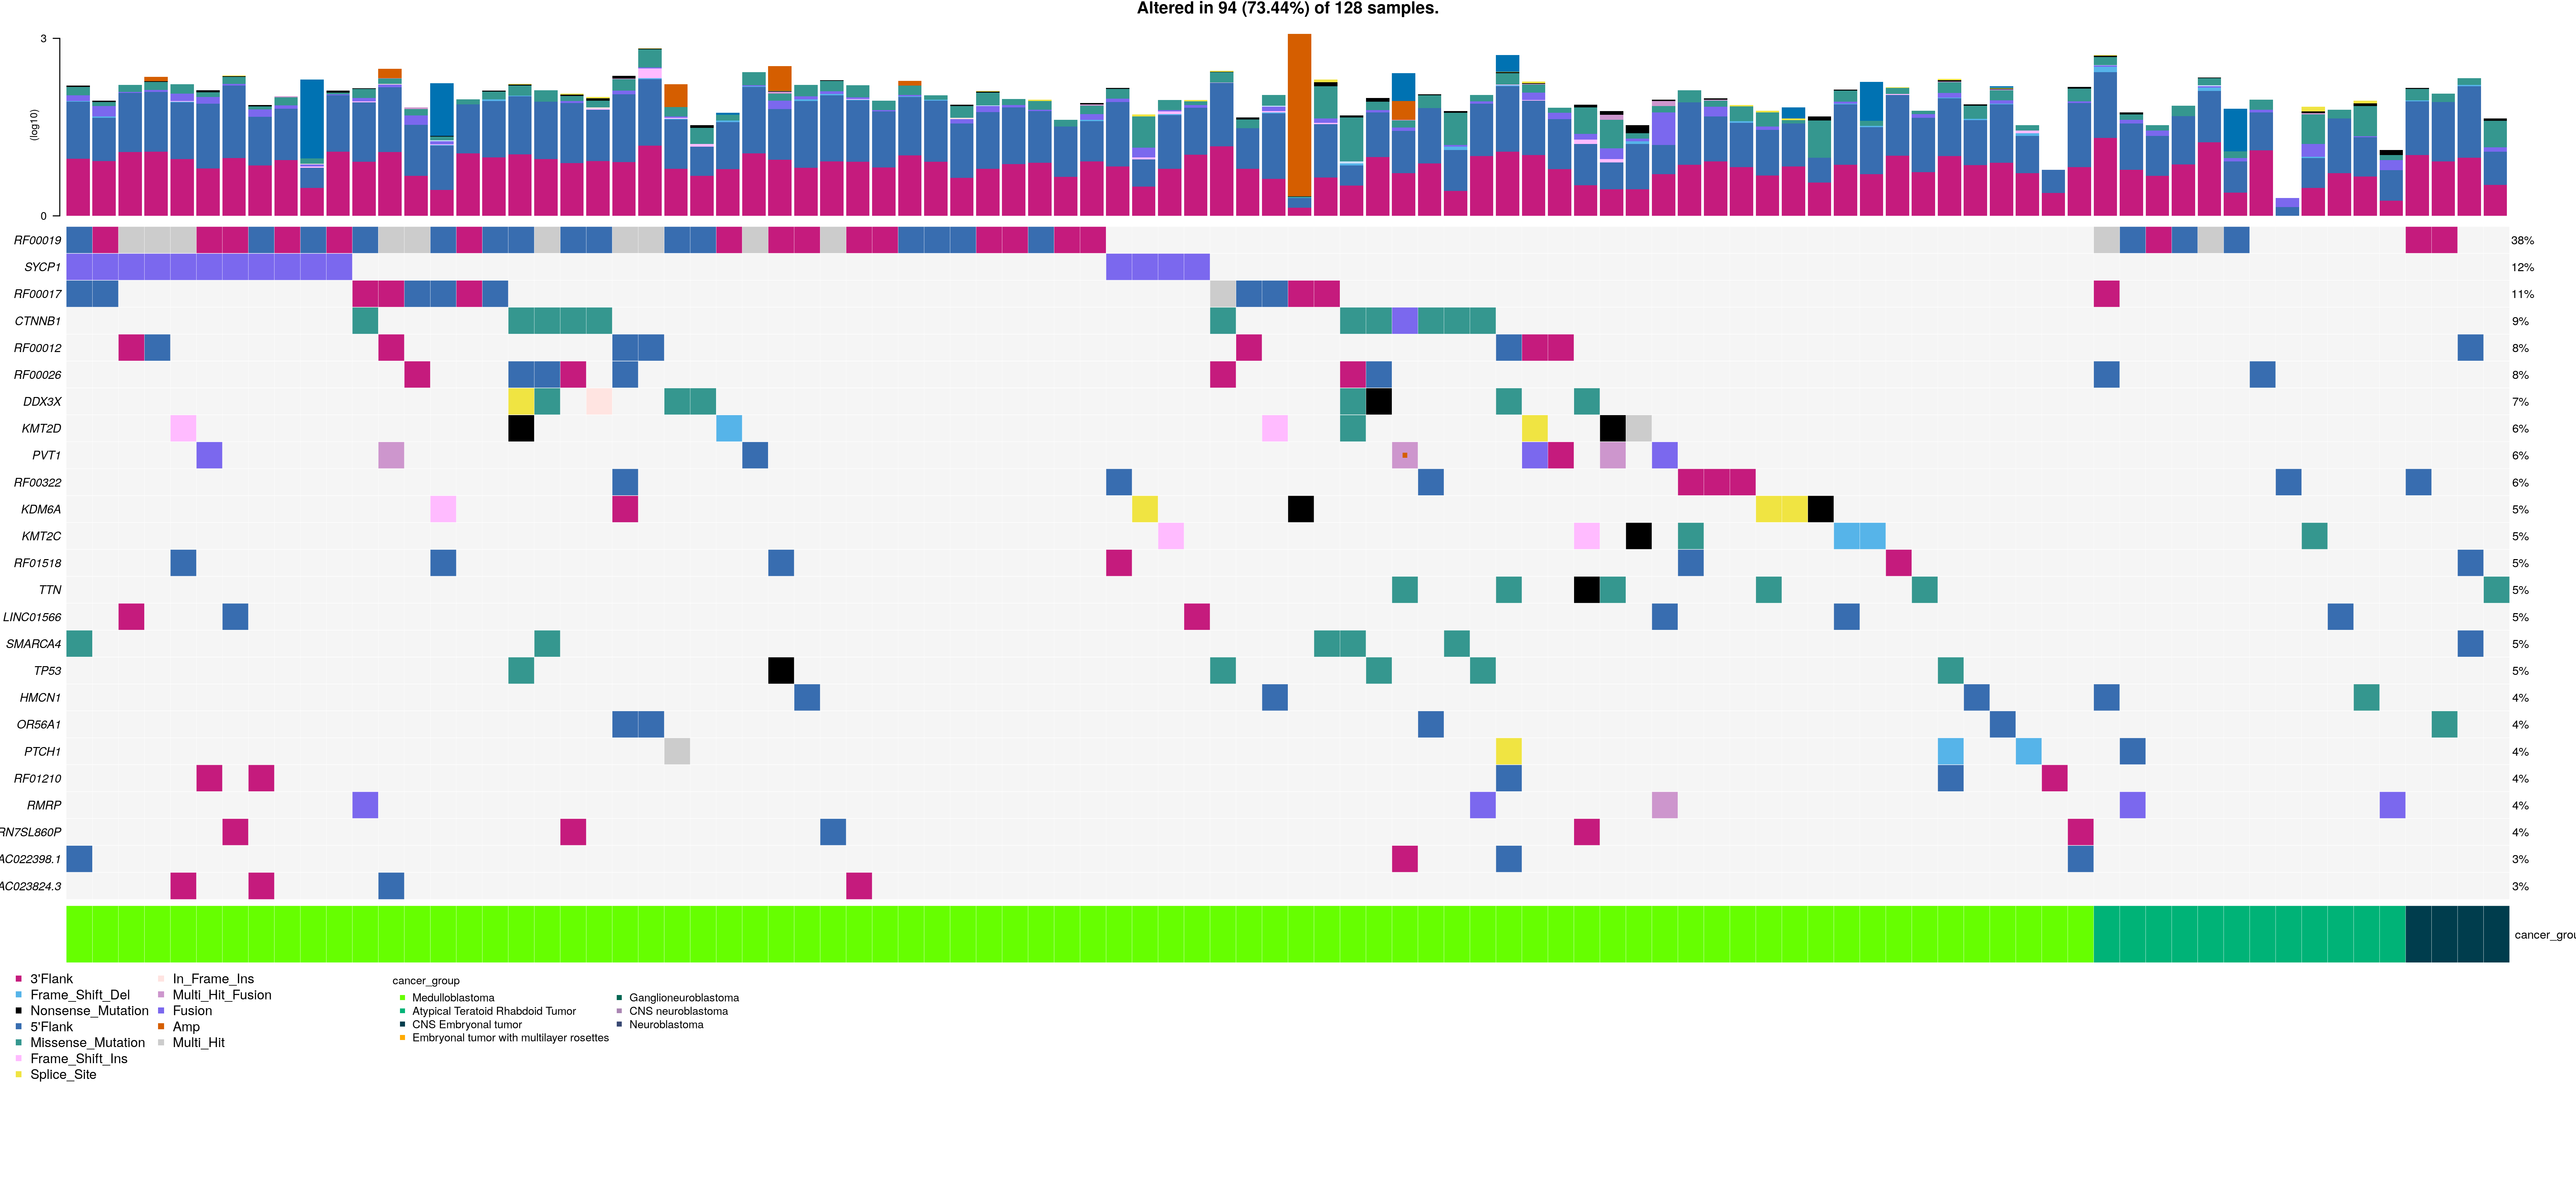 Altered in 94 (73.44%) of 128 samples.
3
(log10)
0
RF00019 38%
SYCP1 12%
RF00017 11%
CTNNB1 9%
RF00012 8%
RF00026 8%
DDX3X 7%
KMT2D 6%
PVT1 6%
RF00322 6%
KDM6A 5%
KMT2C 5%
RF01518 5%
TTN 5%
LINC01566 5%
SMARCA4 5%
TP53 5%
HMCN1 4%
OR56A1 4%
PTCH1 4%
RF01210 4%
RMRP 4%
RN7SL860P 4%
AC022398.1 3%
AC023824.3 3%
cancer_grou
3'Flank
Frame_Shift_Del
Nonsense_Mutation
5'Flank
Missense_Mutation
Frame_Shift_Ins
Splice_Site
In_Frame_Ins
Multi_Hit_Fusion
Fusion
Amp
Multi_Hit
cancer_group
Medulloblastoma
Atypical Teratoid Rhabdoid Tumor
CNS Embryonal tumor
Embryonal tumor with multilayer rosettes
Ganglioneuroblastoma
CNS neuroblastoma
Neuroblastoma